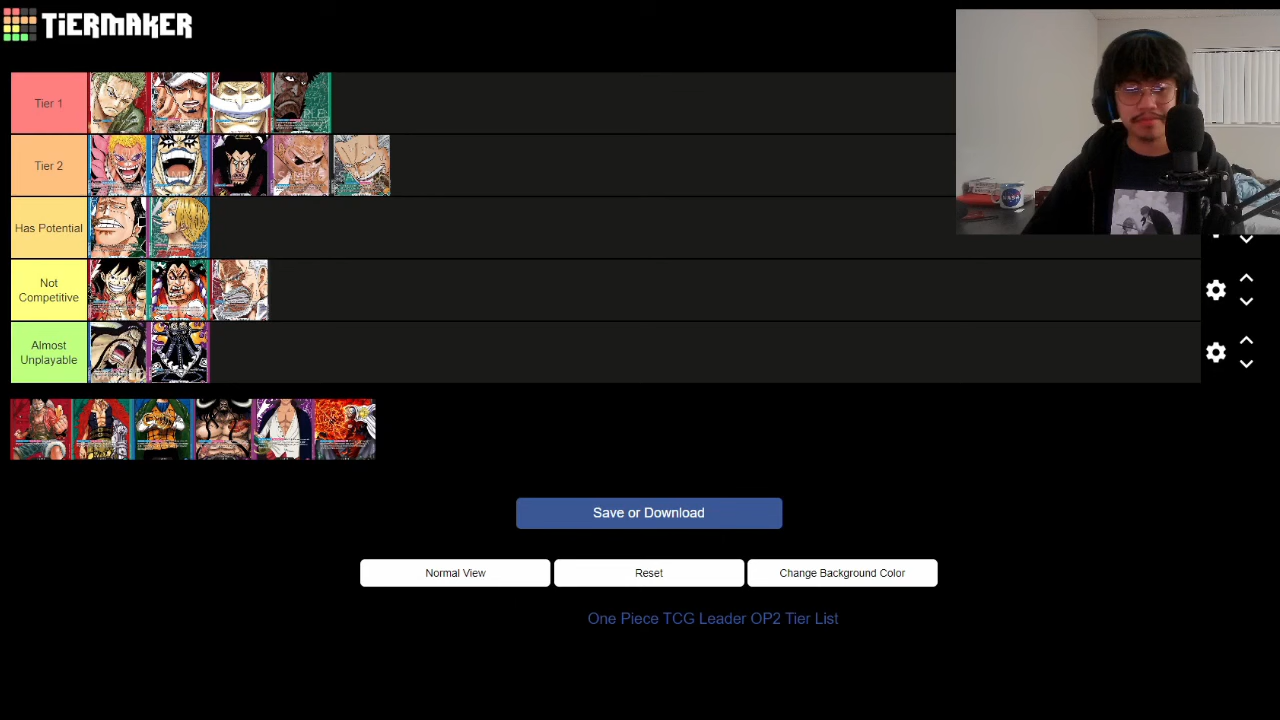 TiERMAKER
Tier 1
Tier 2
Has Potential
Not
Competitive
Almost
Unplayable
NASA
Save or Download
Normal View
Reset
Change Background Color
One Piece TCG Leader OP2 Tier List